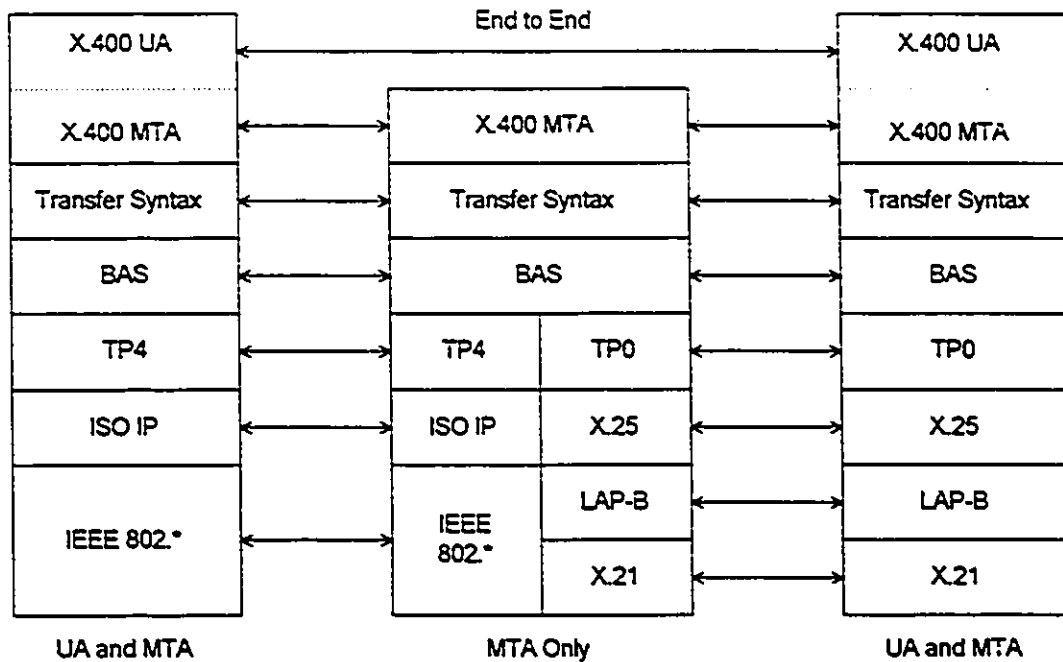 End to End
X.400 UA
X.400 UA
X.400 MTA
X.400 MTA
X.400 MTA
Transfer Syntax
Transfer Syntax
Transfer Syntax
BAS
BAS
BAS
TP4
TP4
TP0
TP0
ISO IP
ISO IP
X.25
X.25
IEEE 802.*
IEEE
802.*
LAP-B
LAP-B
X.21
X.21
UA and MTA
MTA Only
UA and MTA